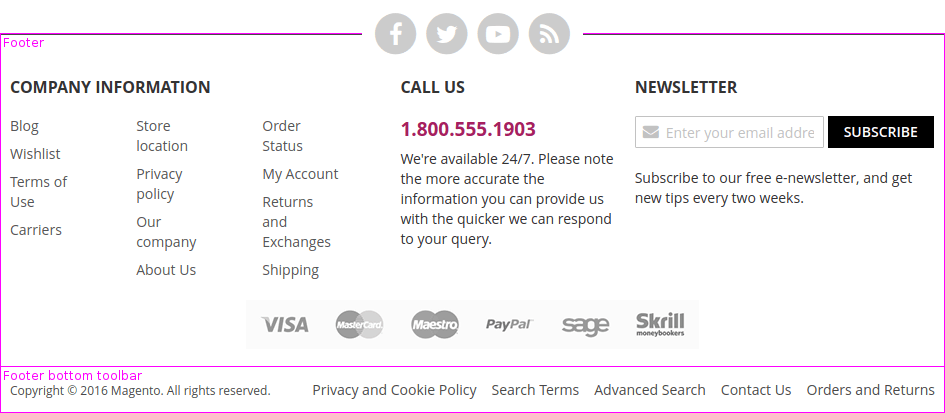 Footer
COMPANY INFORMATION
Blog
Wishlist
Terms of
Use
Carriers
Store
location
Privacy
policy
Our
company
About Us
Order
Status
My Account
Returns
and
Exchanges
Shipping
CALL US
1.800.555.1903
We're available 24/7. Please note
the more accurate the
information you can provide us
with the quicker we can respond
to your query.
NEWSLETTER
Enter your email addre
SUBSCRIBE
Subscribe to our free e-newsletter, and get
new tips every two weeks.
VISA
MasterCard
Maestro
PayPal
sage
Skrill
moneybookers
Footer bottom toolbar
Copyright © 2016 Magento. All rights reserved.
Privacy and Cookie Policy Search Terms Advanced Search Contact Us Orders and Returns